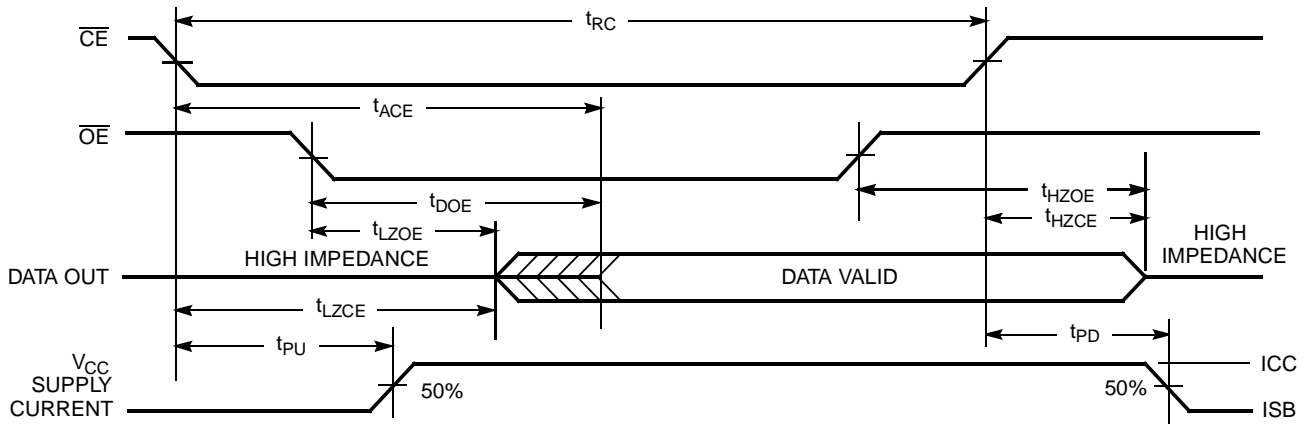 tRC
CE
tACE
OE
tDOE
tHZOE
tLZOE
tHZCE
HIGH IMPEDANCE
HIGH
IMPEDANCE
DATA OUT
DATA VALID
tLZCE
tPU
tPD
VCC
SUPPLY
CURRENT
50%
50%
ICC
ISB